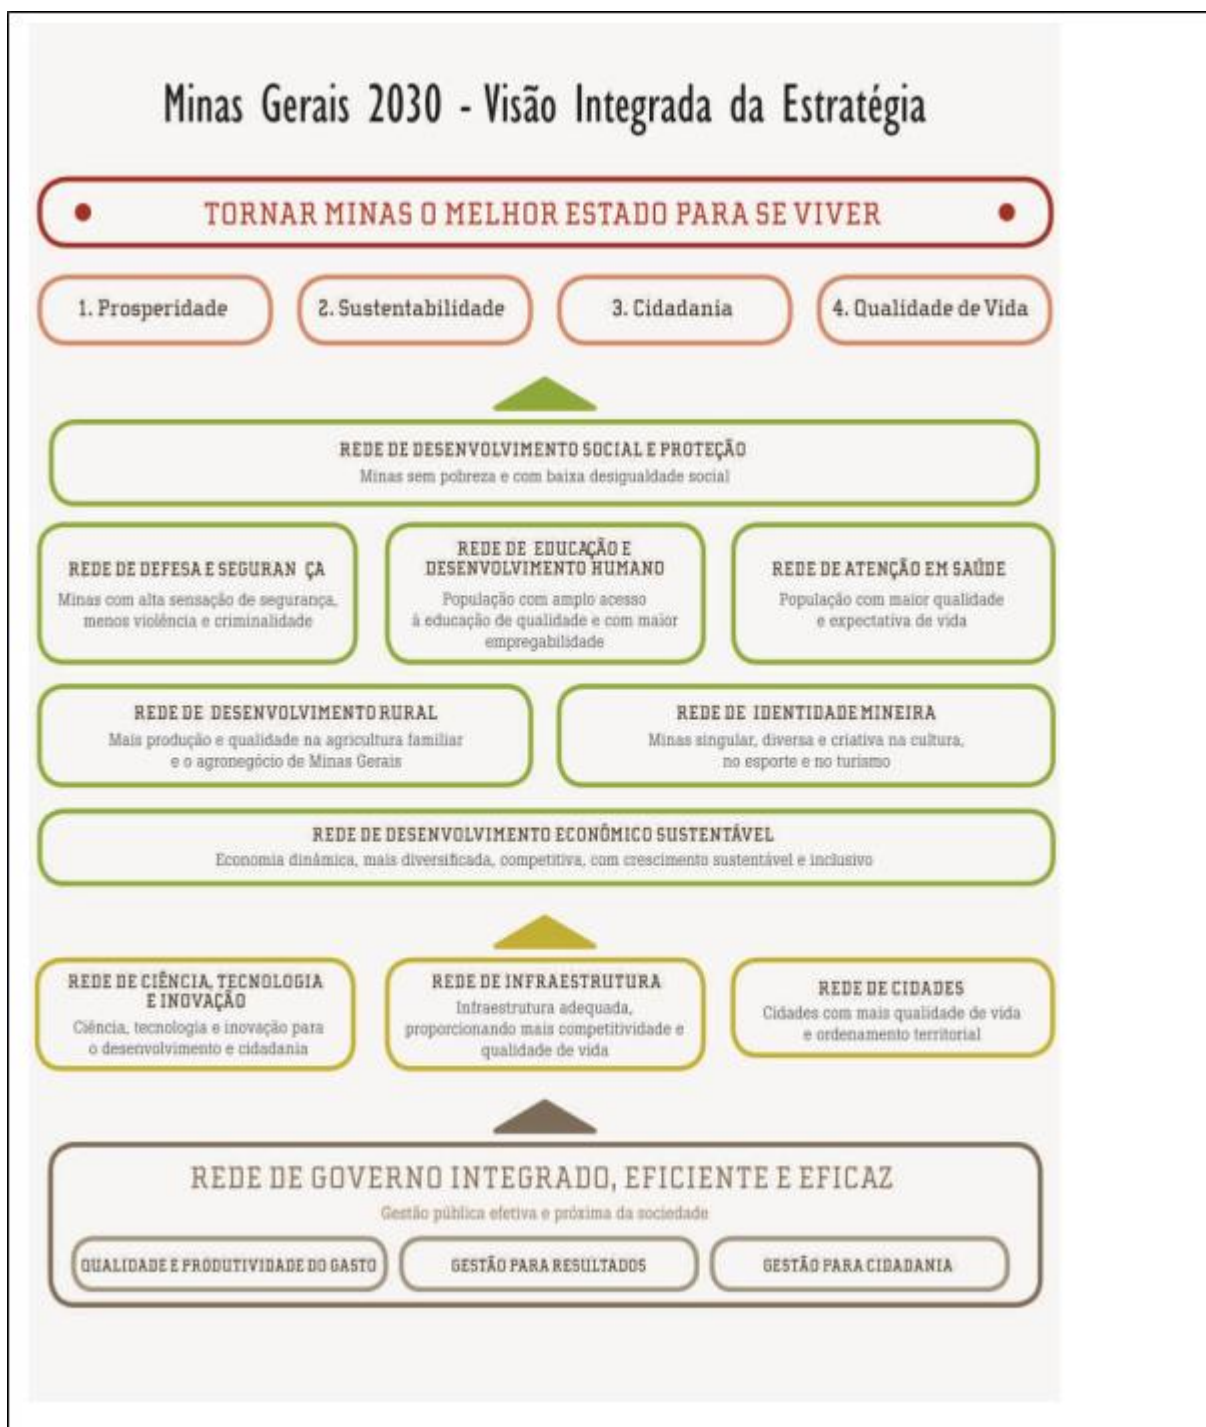 Minas Gerais 2030 - Visão Integrada da Estratégia
TORNAR MINAS O MELHOR ESTADO PARA SE VIVER
1. Prosperidade
2. Sustentabilidade
3. Cidadania
4. Qualidade de Vida
REDE DE DESENVOLVIMENTO SOCIAL E PROTEÇÃO
Minas sem pobreza e com baixa desigualdade social
REDE DE DEFESA E SEGURAN ÇA
Minas com alta sensação de segurança,
menos violência e criminalidade
REDE DE EDUCAÇÃO E
DESENVOLVIMENTO HUMANO
População com amplo acesso
à educação de qualidade e com maior
empregabilidade
REDE DE ATENÇÃO EM SAÚDE
População com maior qualidade
e expectativa de vida
REDE DE DESENVOLVIMENTO RURAL
Mais produção e qualidade na agricultura familiar
e o agronegócio de Minas Gerais
REDE DE IDENTIDADE MINEIRA
Minas singular, diversa e criativa na cultura,
no esporte e no turismo
REDE DE DESENVOLVIMENTO ECONÔMICO SUSTENTÁVEL
Economia dinâmica, mais diversificada, competitiva, com crescimento sustentável e inclusivo
REDE DE CIÊNCIA, TECNOLOGIA
E INOVAÇÃO
Ciência, tecnologia e inovação para
o desenvolvimento e cidadania
REDE DE INFRAESTRUTURA
Infraestrutura adequada,
proporcionando mais competitividade e
qualidade de vida
REDE DE CIDADES
Cidades com mais qualidade de vida
e ordenamento territorial
REDE DE GOVERNO INTEGRADO, EFICIENTE E EFICAZ
Gestão pública efetiva e próxima da sociedade
QUALIDADE E PRODUTIVIDADE DO GASTO
GESTÃO PARA RESULTADOS
GESTÃO PARA CIDADANIA